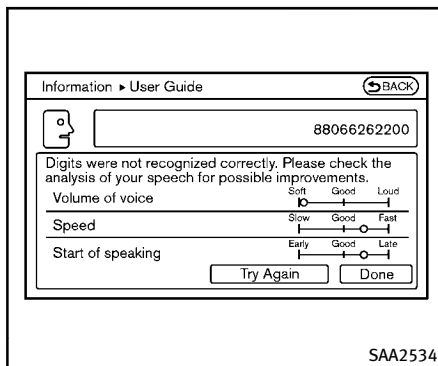 Information ▸ User Guide
BACK
88066262200
Digits were not recognized correctly. Please check the
analysis of your speech for possible improvements.
Volume of voice Soft Good Loud
Speed Slow Good Fast
Start of speaking Early Good Late
Try Again Done
SAA2534